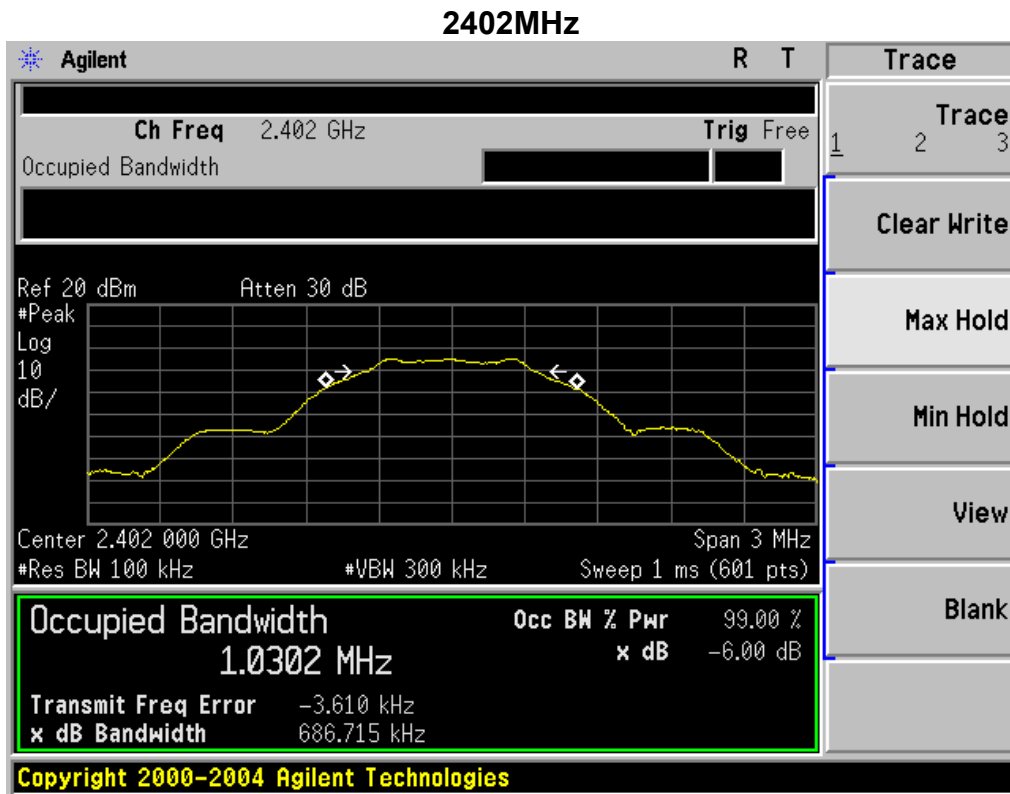 2402MHz
Agilent R T Trace
Ch Freq 2.402 GHz Trig Free
Occupied Bandwidth
Trace
1 2 3
Clear Write
Max Hold
Min Hold
View
Blank
Ref 20 dBm Atten 30 dB
#Peak
Log
10
dB/
Center 2.402 000 GHz Span 3 MHz
#Res BW 100 kHz #VBW 300 kHz Sweep 1 ms (601 pts)
Occupied Bandwidth Occ BW % Pwr 99.00 %
1.0302 MHz x dB -6.00 dB
Transmit Freq Error -3.610 kHz
x dB Bandwidth 686.715 kHz
Copyright 2000-2004 Agilent Technologies